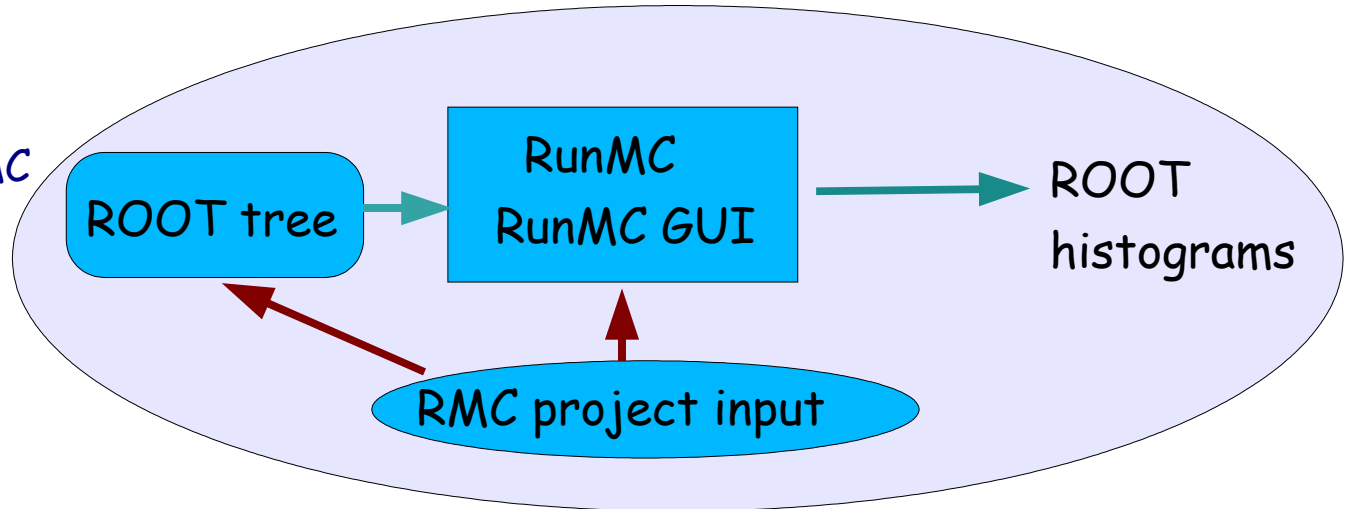 ROOT tree
RunMC
RunMC GUI
ROOT
histograms
RMC project input